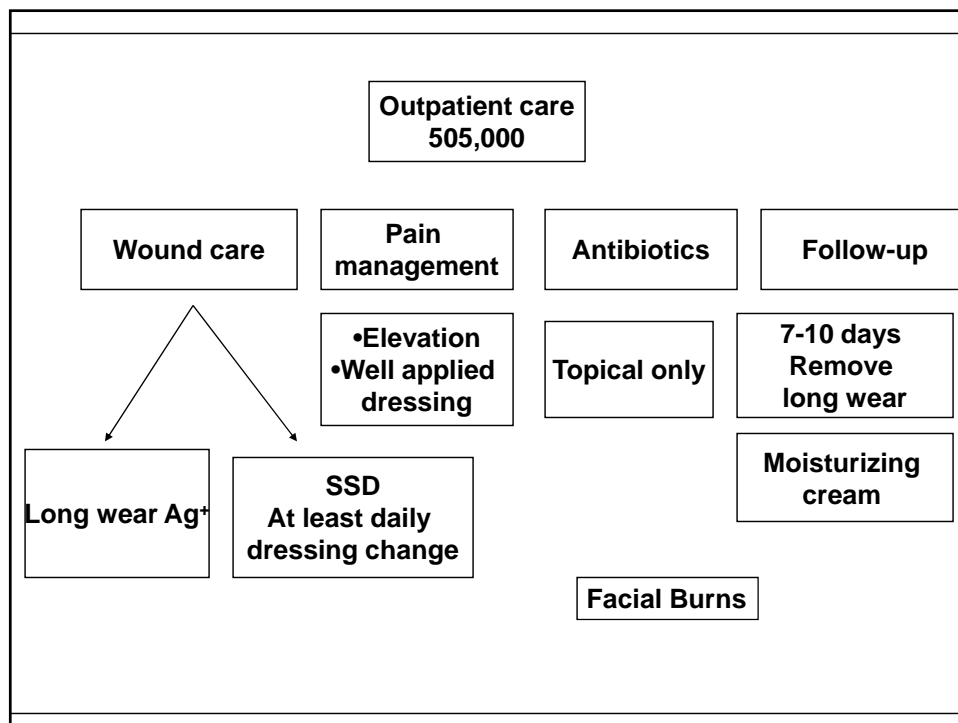 Outpatient care
505,000
Wound care
Pain
management
Antibiotics
Follow-up
•Elevation
•Well applied
dressing
Topical only
7-10 days
Remove
long wear
Moisturizing
cream
Long wear Ag⁺
SSD
At least daily
dressing change
Facial Burns